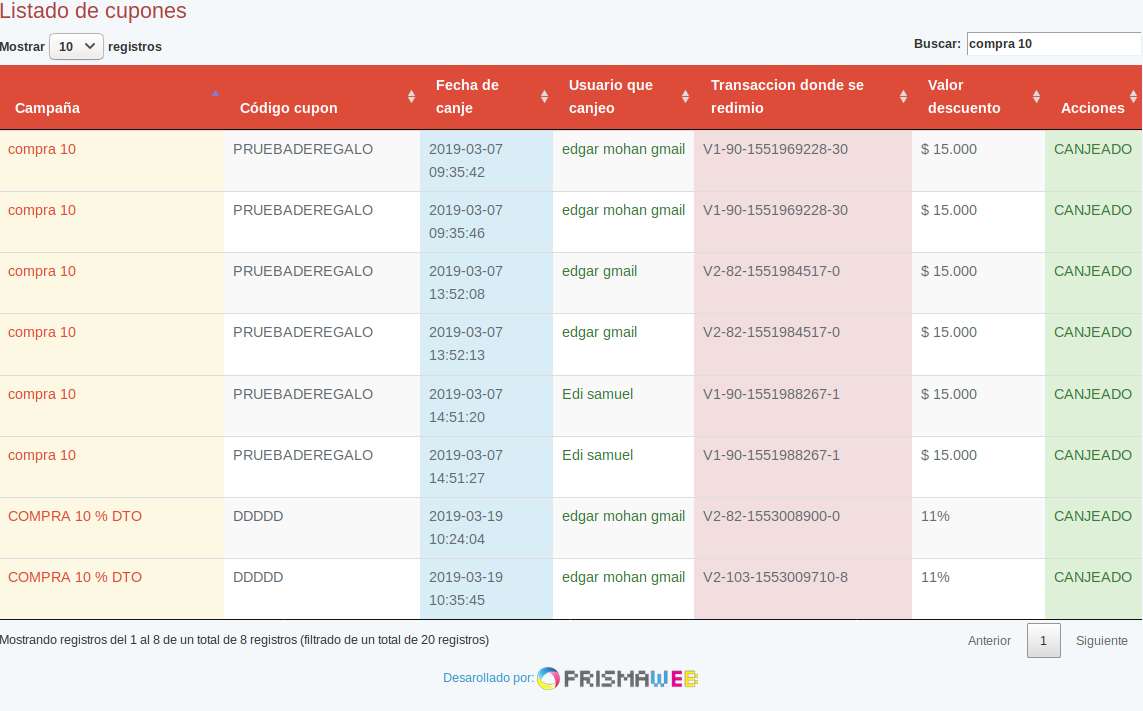 Listado de cupones
Mostrar 10 registros
Buscar: compra 10
Campaña Código cupon Fecha de canje Usuario que canjeo Transaccion donde se redimio Valor descuento Acciones
compra 10 PRUEBADEREGALO 2019-03-07 09:35:42 edgar mohan gmail V1-90-1551969228-30 $ 15.000 CANJEADO
compra 10 PRUEBADEREGALO 2019-03-07 09:35:46 edgar mohan gmail V1-90-1551969228-30 $ 15.000 CANJEADO
compra 10 PRUEBADEREGALO 2019-03-07 13:52:08 edgar gmail V2-82-1551984517-0 $ 15.000 CANJEADO
compra 10 PRUEBADEREGALO 2019-03-07 13:52:13 edgar gmail V2-82-1551984517-0 $ 15.000 CANJEADO
compra 10 PRUEBADEREGALO 2019-03-07 14:51:20 Edi samuel V1-90-1551988267-1 $ 15.000 CANJEADO
compra 10 PRUEBADEREGALO 2019-03-07 14:51:27 Edi samuel V1-90-1551988267-1 $ 15.000 CANJEADO
COMPRA 10 % DTO DDDDD 2019-03-19 10:24:04 edgar mohan gmail V2-82-1553008900-0 11% CANJEADO
COMPRA 10 % DTO DDDDD 2019-03-19 10:35:45 edgar mohan gmail V2-103-1553009710-8 11% CANJEADO
Mostrando registros del 1 al 8 de un total de 8 registros (filtrado de un total de 20 registros)
Anterior 1 Siguiente
Desarollado por: PRISMAWEB